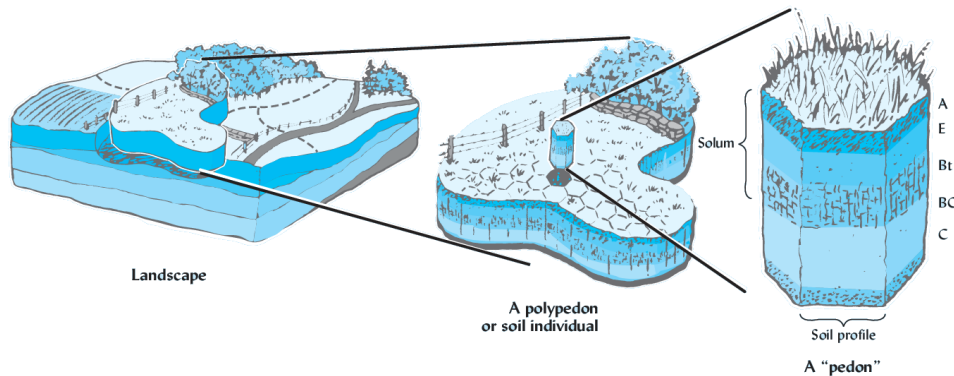 Landscape
A polypedon
or soil individual
Solum
A
E
Bt
BC
C
Soil profile
A “pedon”